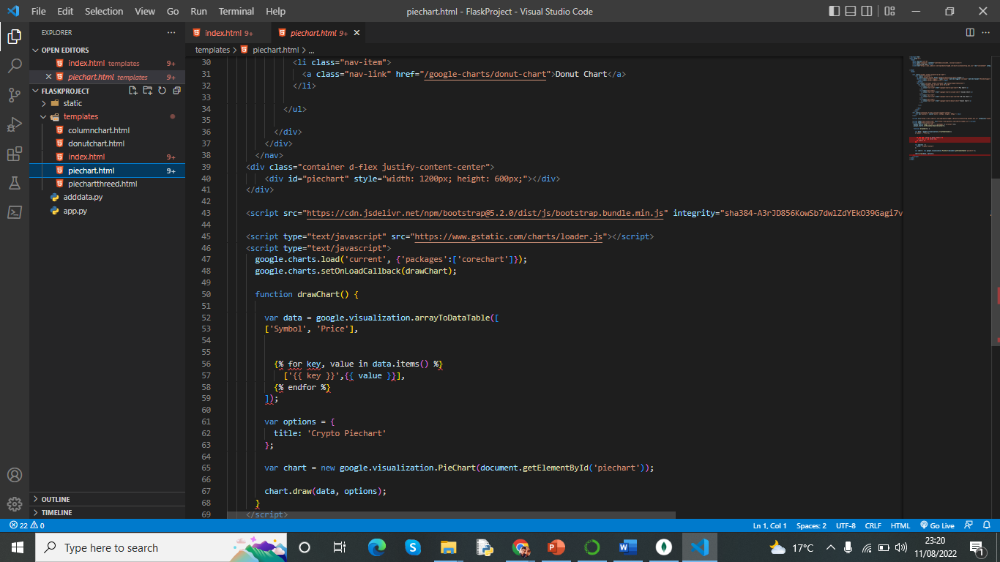 File Edit Selection View Go Run Terminal Help
piechart.html - FlaskProject - Visual Studio Code
EXPLORER
OPEN EDITORS
index.html templates 9+
piechart.html templates 9+
FLASKPROJECT
static
templates
columnchart.html
donutchart.html
index.html 9+
piechart.html 9+
piechartthreed.html
adddata.py
app.py
OUTLINE
TIMELINE
index.html 9+ piechart.html 9+
templates > piechart.html > ...
30 <li class="nav-item">
31 <a class="nav-link" href="/google-charts/donut-chart">Donut Chart</a>
32 </li>
33
34 </ul>
35
36 </div>
37 </div>
38 </nav>
39 <div class="container d-flex justify-content-center">
40 <div id="piechart" style="width: 1200px; height: 600px;"></div>
41 </div>
42
43 <script src="https://cdn.jsdelivr.net/npm/bootstrap@5.2.0/dist/js/bootstrap.bundle.min.js" integrity="sha384-A3rJD856KowSb7dwlZdYEkO39Gagi7v
44
45 <script type="text/javascript" src="https://www.gstatic.com/charts/loader.js"></script>
46 <script type="text/javascript">
47 google.charts.load('current', {'packages':['corechart']});
48 google.charts.setOnLoadCallback(drawChart);
49
50 function drawChart() {
51
52 var data = google.visualization.arrayToDataTable([
53 ['Symbol', 'Price'],
54
55
56 {% for key, value in data.items() %}
57 ['{{ key }}',{{ value }}],
58 {% endfor %}
59 ]);
60
61 var options = {
62 title: 'Crypto Piechart'
63 };
64
65 var chart = new google.visualization.PieChart(document.getElementById('piechart'));
66
67 chart.draw(data, options);
68 }
69 </script>
22 0
Ln 1, Col 1 Spaces: 2 UTF-8 CRLF HTML Go Live
Type here to search
17°C
23:20
11/08/2022
1